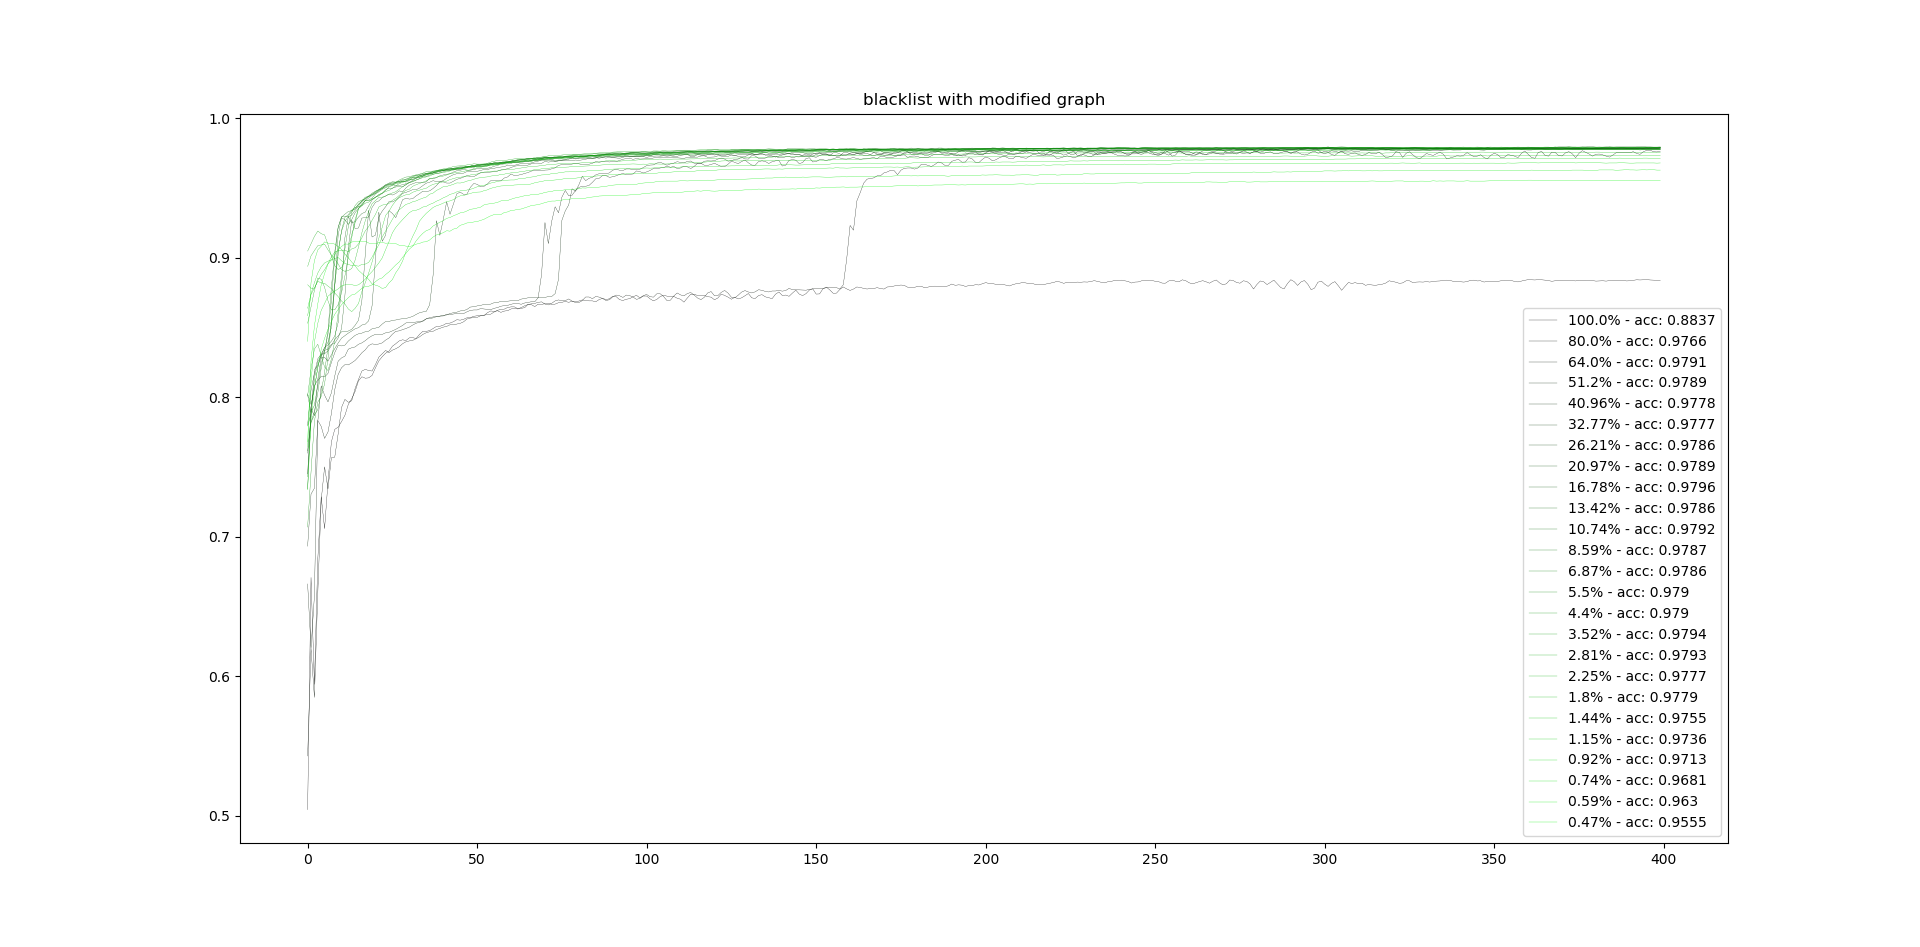 blacklist with modified graph
1.0
0.9
0.8
0.7
0.6
0.5
0 50 100 150 200 250 300 350 400
100.0% - acc: 0.8837
80.0% - acc: 0.9766
64.0% - acc: 0.9791
51.2% - acc: 0.9789
40.96% - acc: 0.9778
32.77% - acc: 0.9777
26.21% - acc: 0.9786
20.97% - acc: 0.9789
16.78% - acc: 0.9796
13.42% - acc: 0.9786
10.74% - acc: 0.9792
8.59% - acc: 0.9787
6.87% - acc: 0.9786
5.5% - acc: 0.979
4.4% - acc: 0.979
3.52% - acc: 0.9794
2.81% - acc: 0.9793
2.25% - acc: 0.9777
1.8% - acc: 0.9779
1.44% - acc: 0.9755
1.15% - acc: 0.9736
0.92% - acc: 0.9713
0.74% - acc: 0.9681
0.59% - acc: 0.963
0.47% - acc: 0.9555